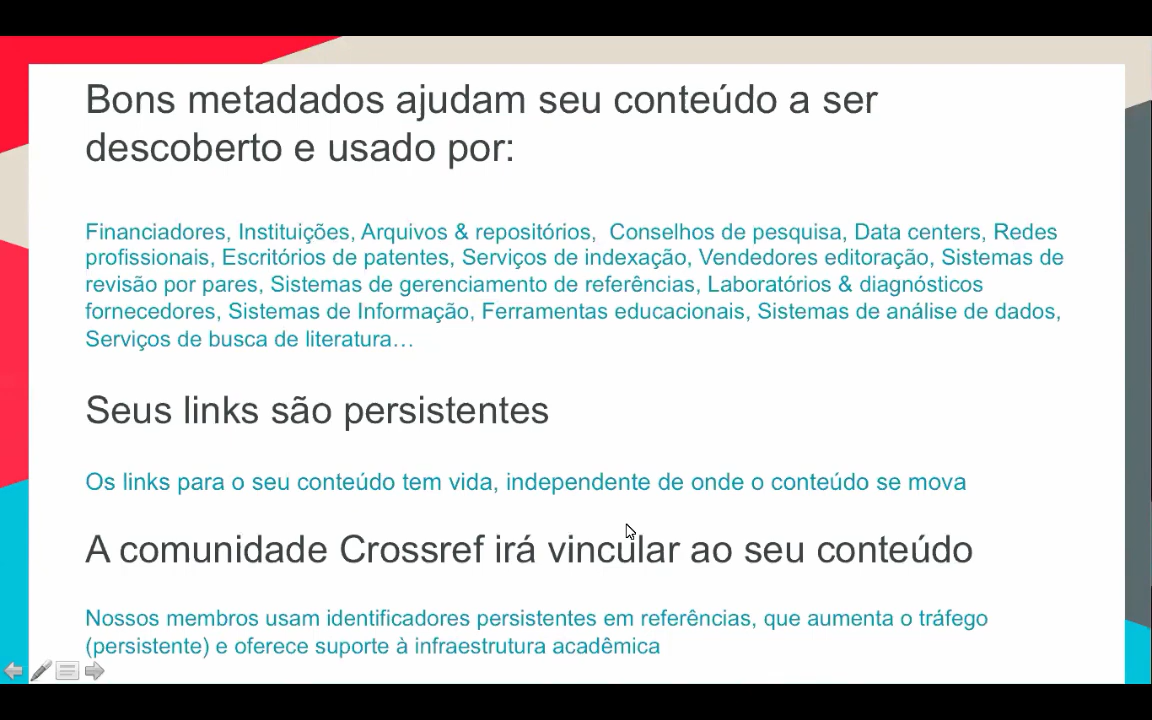 Bons metadados ajudam seu conteúdo a ser
descoberto e usado por:
Financiadores, Instituições, Arquivos & repositórios,  Conselhos de pesquisa, Data centers, Redes
profissionais, Escritórios de patentes, Serviços de indexação, Vendedores editoração, Sistemas de
revisão por pares, Sistemas de gerenciamento de referências, Laboratórios & diagnósticos
fornecedores, Sistemas de Informação, Ferramentas educacionais, Sistemas de análise de dados,
Serviços de busca de literatura…
Seus links são persistentes
Os links para o seu conteúdo tem vida, independente de onde o conteúdo se mova
A comunidade Crossref irá vincular ao seu conteúdo
Nossos membros usam identificadores persistentes em referências, que aumenta o tráfego
(persistente) e oferece suporte à infraestrutura acadêmica